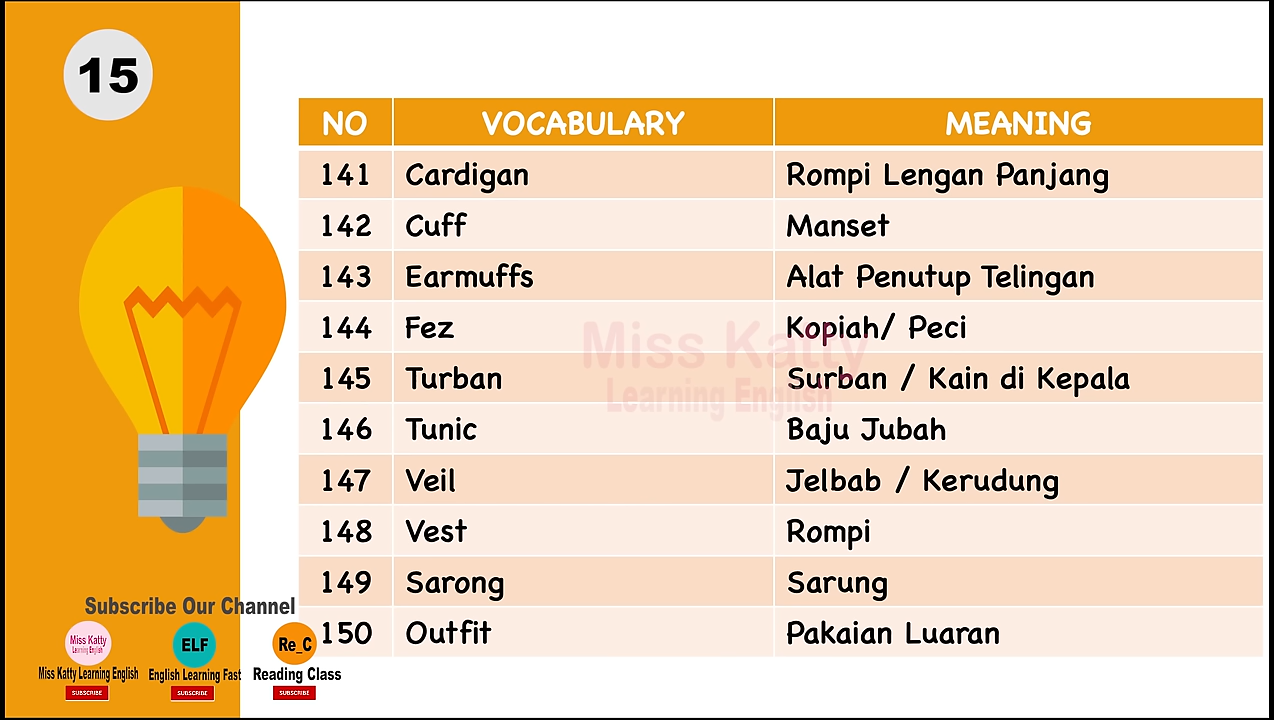 15
NO VOCABULARY MEANING
141 Cardigan Rompi Lengan Panjang
142 Cuff Manset
143 Earmuffs Alat Penutup Telingan
144 Fez Kopiah/ Peci
145 Turban Surban / Kain di Kepala
146 Tunic Baju Jubah
147 Veil Jelbab / Kerudung
148 Vest Rompi
149 Sarong Sarung
150 Outfit Pakaian Luaran
Miss Katty
Learning English
Subscribe Our Channel
Miss Katty
Learning English
ELF
Re_C
Miss Katty Learning English
English Learning Fast
Reading Class
SUBSCRIBE
SUBSCRIBE
SUBSCRIBE